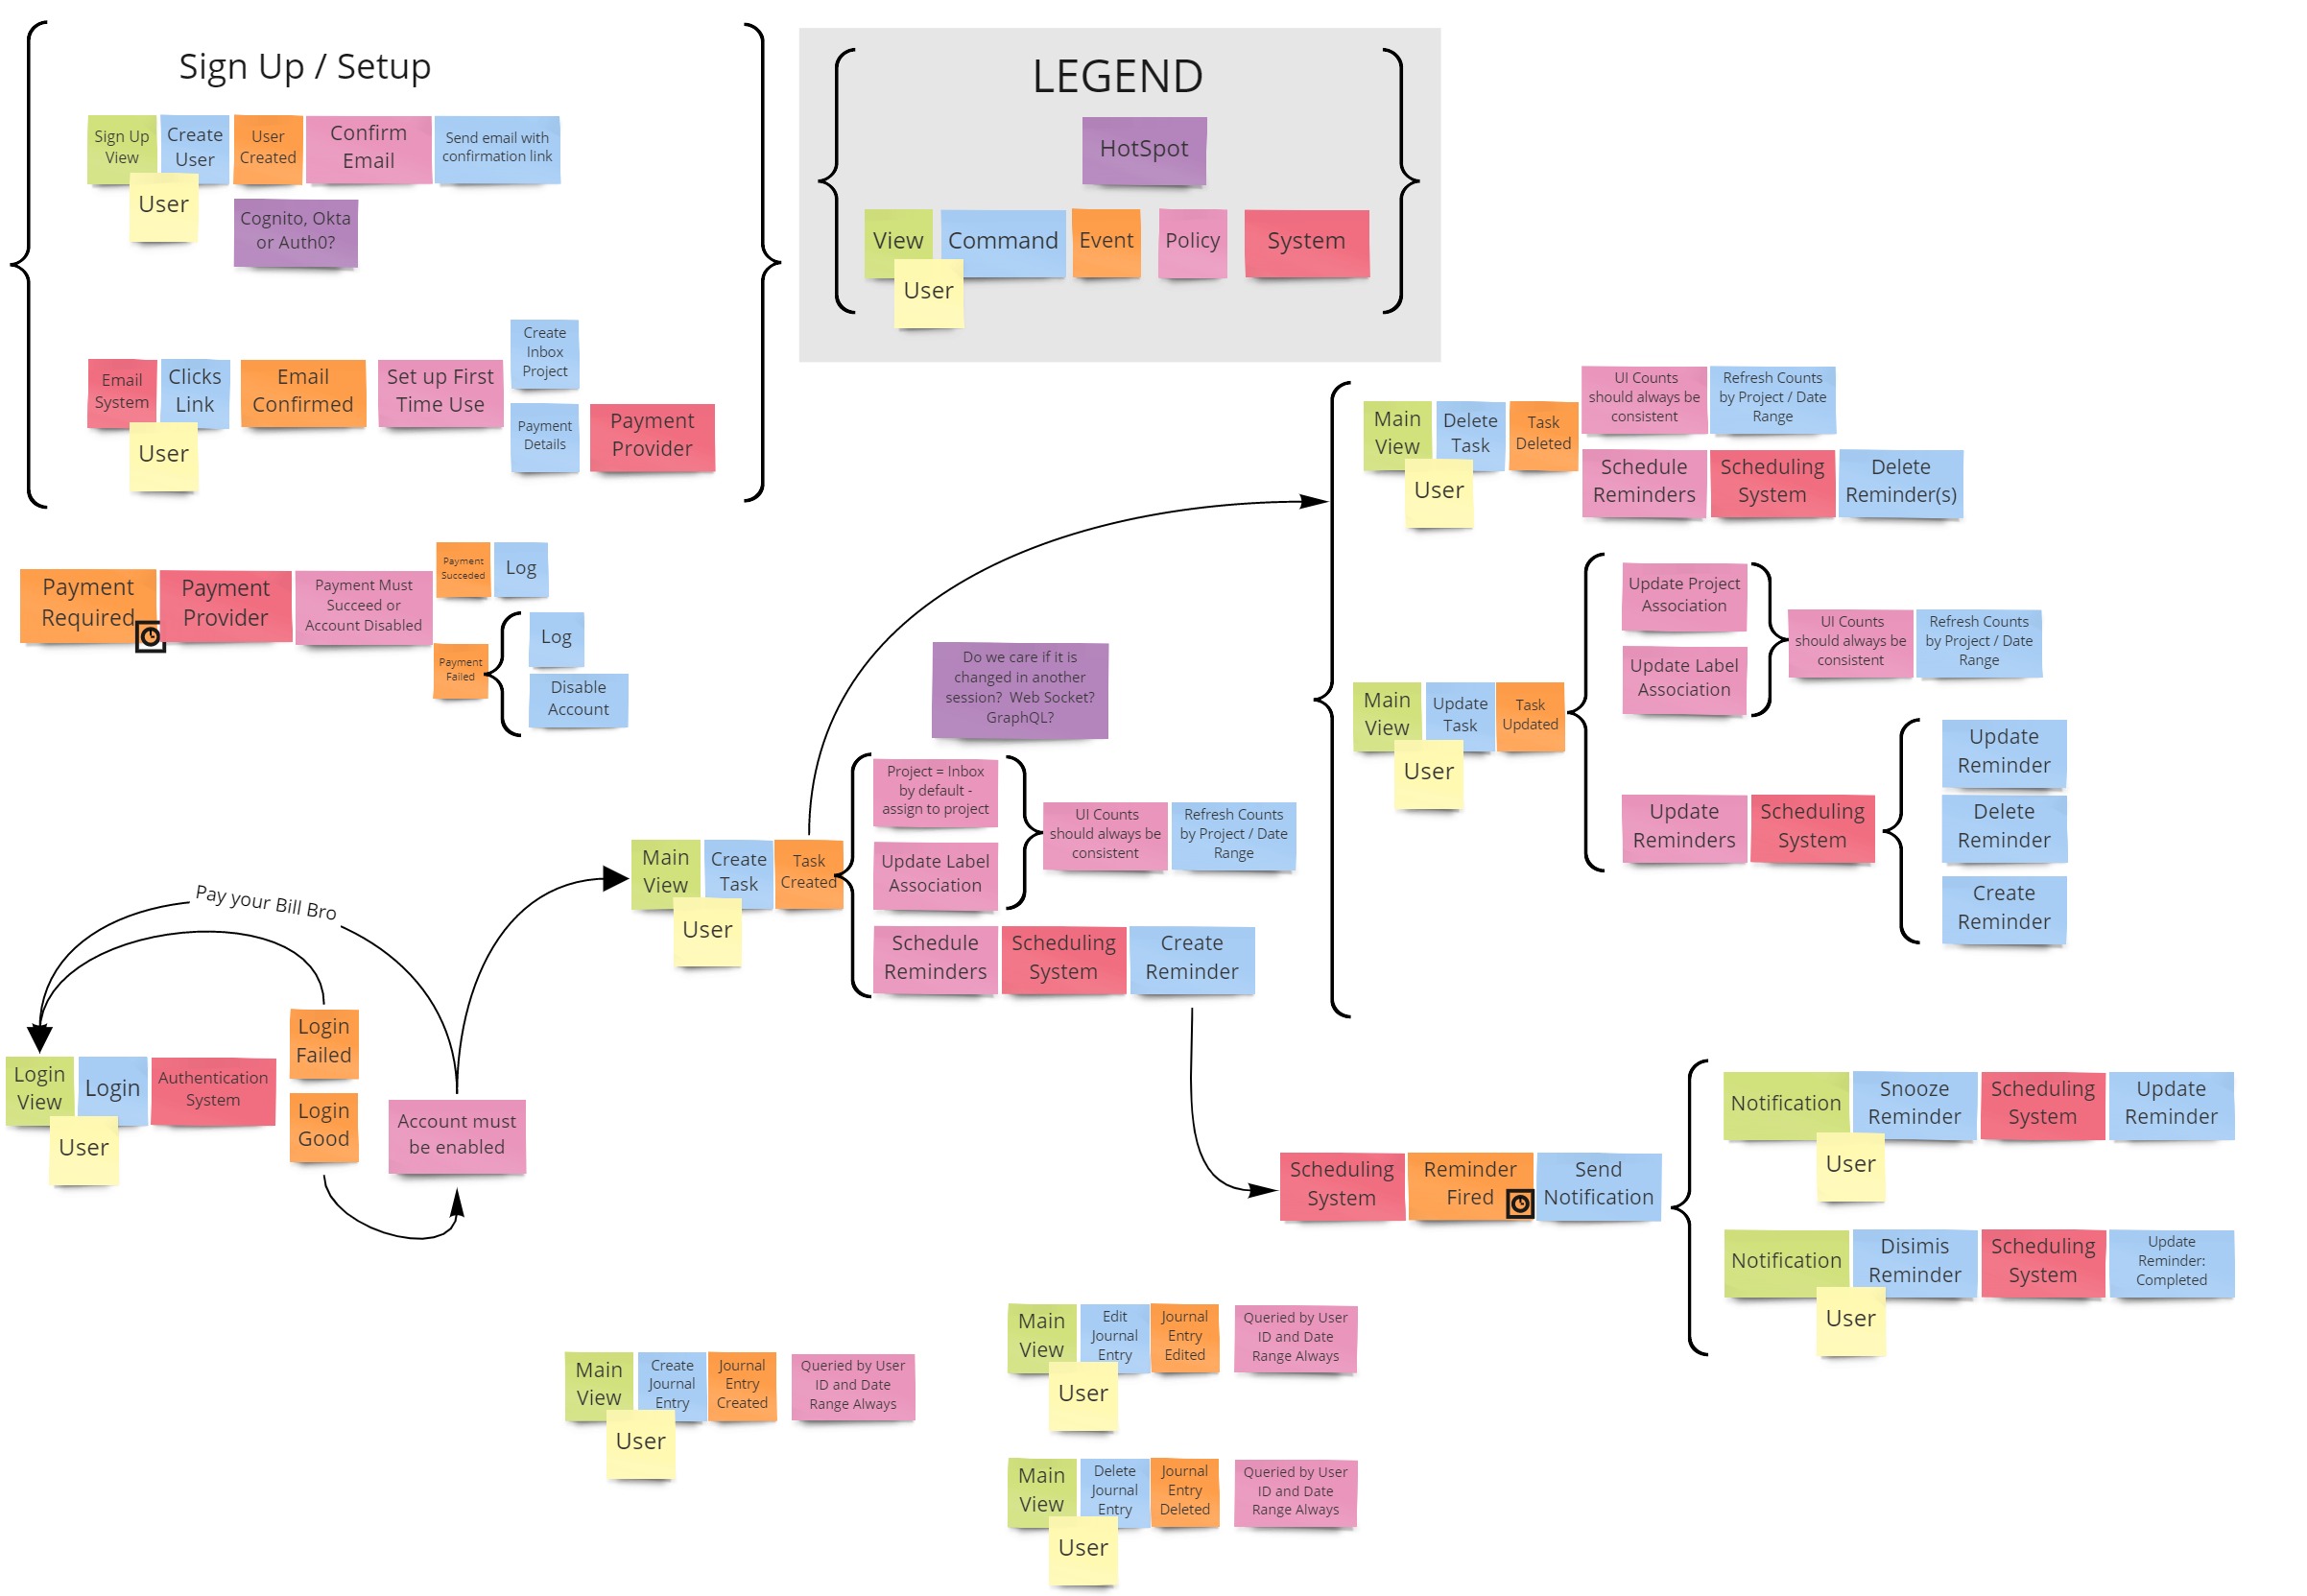 Sign Up / Setup
Sign Up
View
Create
User
User
Created
Confirm
Email
Send email with
confirmation link
User
Cognito, Okta
or Auth0?
Email
System
Clicks
Link
Email
Confirmed
Set up First
Time Use
Create
Inbox
Project
Payment
Details
Payment
Provider
User
LEGEND
HotSpot
View
Command
Event
Policy
System
User
Payment
Required
Payment
Provider
Payment Must
Succeed or
Account Disabled
Payment
Succeded
Log
Payment
Failed
Log
Disable
Account
Main
View
Delete
Task
Task
Deleted
User
UI Counts
should always be
consistent
Refresh Counts
by Project / Date
Range
Schedule
Reminders
Scheduling
System
Delete
Reminder(s)
Main
View
Update
Task
Task
Updated
User
Update Project
Association
Update Label
Association
UI Counts
should always be
consistent
Refresh Counts
by Project / Date
Range
Update
Reminders
Scheduling
System
Update
Reminder
Delete
Reminder
Create
Reminder
Do we care if it is
changed in another
session? Web Socket?
GraphQL?
Main
View
Create
Task
Task
Created
User
Project = Inbox
by default -
assign to project
Update Label
Association
UI Counts
should always be
consistent
Refresh Counts
by Project / Date
Range
Schedule
Reminders
Scheduling
System
Create
Reminder
Pay your Bill Bro
Login
View
Login
Authentication
System
User
Login
Failed
Login
Good
Account must
be enabled
Scheduling
System
Reminder
Fired
Send
Notification
Notification
Snooze
Reminder
Scheduling
System
Update
Reminder
User
Notification
Disimis
Reminder
Scheduling
System
Update
Reminder:
Completed
User
Main
View
Create
Journal
Entry
Journal
Entry
Created
Queried by User
ID and Date
Range Always
User
Main
View
Edit
Journal
Entry
Journal
Entry
Edited
Queried by User
ID and Date
Range Always
User
Main
View
Delete
Journal
Entry
Journal
Entry
Deleted
Queried by User
ID and Date
Range Always
User